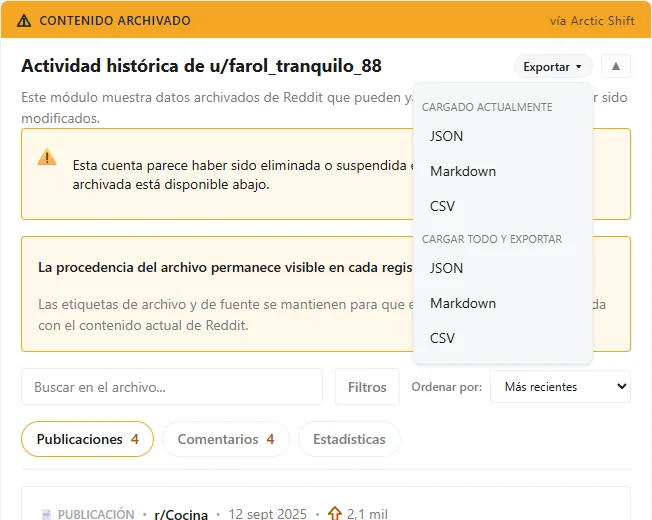 CONTENIDO ARCHIVADO
vía Arctic Shift
Actividad histórica de u/farol_tranquilo_88
Exportar
Este módulo muestra datos archivados de Reddit que pueden sido
modificados.
CARGADO ACTUALMENTE
JSON
Markdown
CSV
CARGAR TODO Y EXPORTAR
JSON
Markdown
CSV
Esta cuenta parece haber sido eliminada o suspendida
archivada está disponible abajo.
La procedencia del archivo permanece visible en cada
Las etiquetas de archivo y de fuente se mantienen para que
con el contenido actual de Reddit.
Buscar en el archivo...
Filtros
Ordenar por:
Más recientes
Publicaciones 4
Comentarios 4
Estadísticas
PUBLICACIÓN • r/Cocina • 12 sept 2025 • 2,1 mil